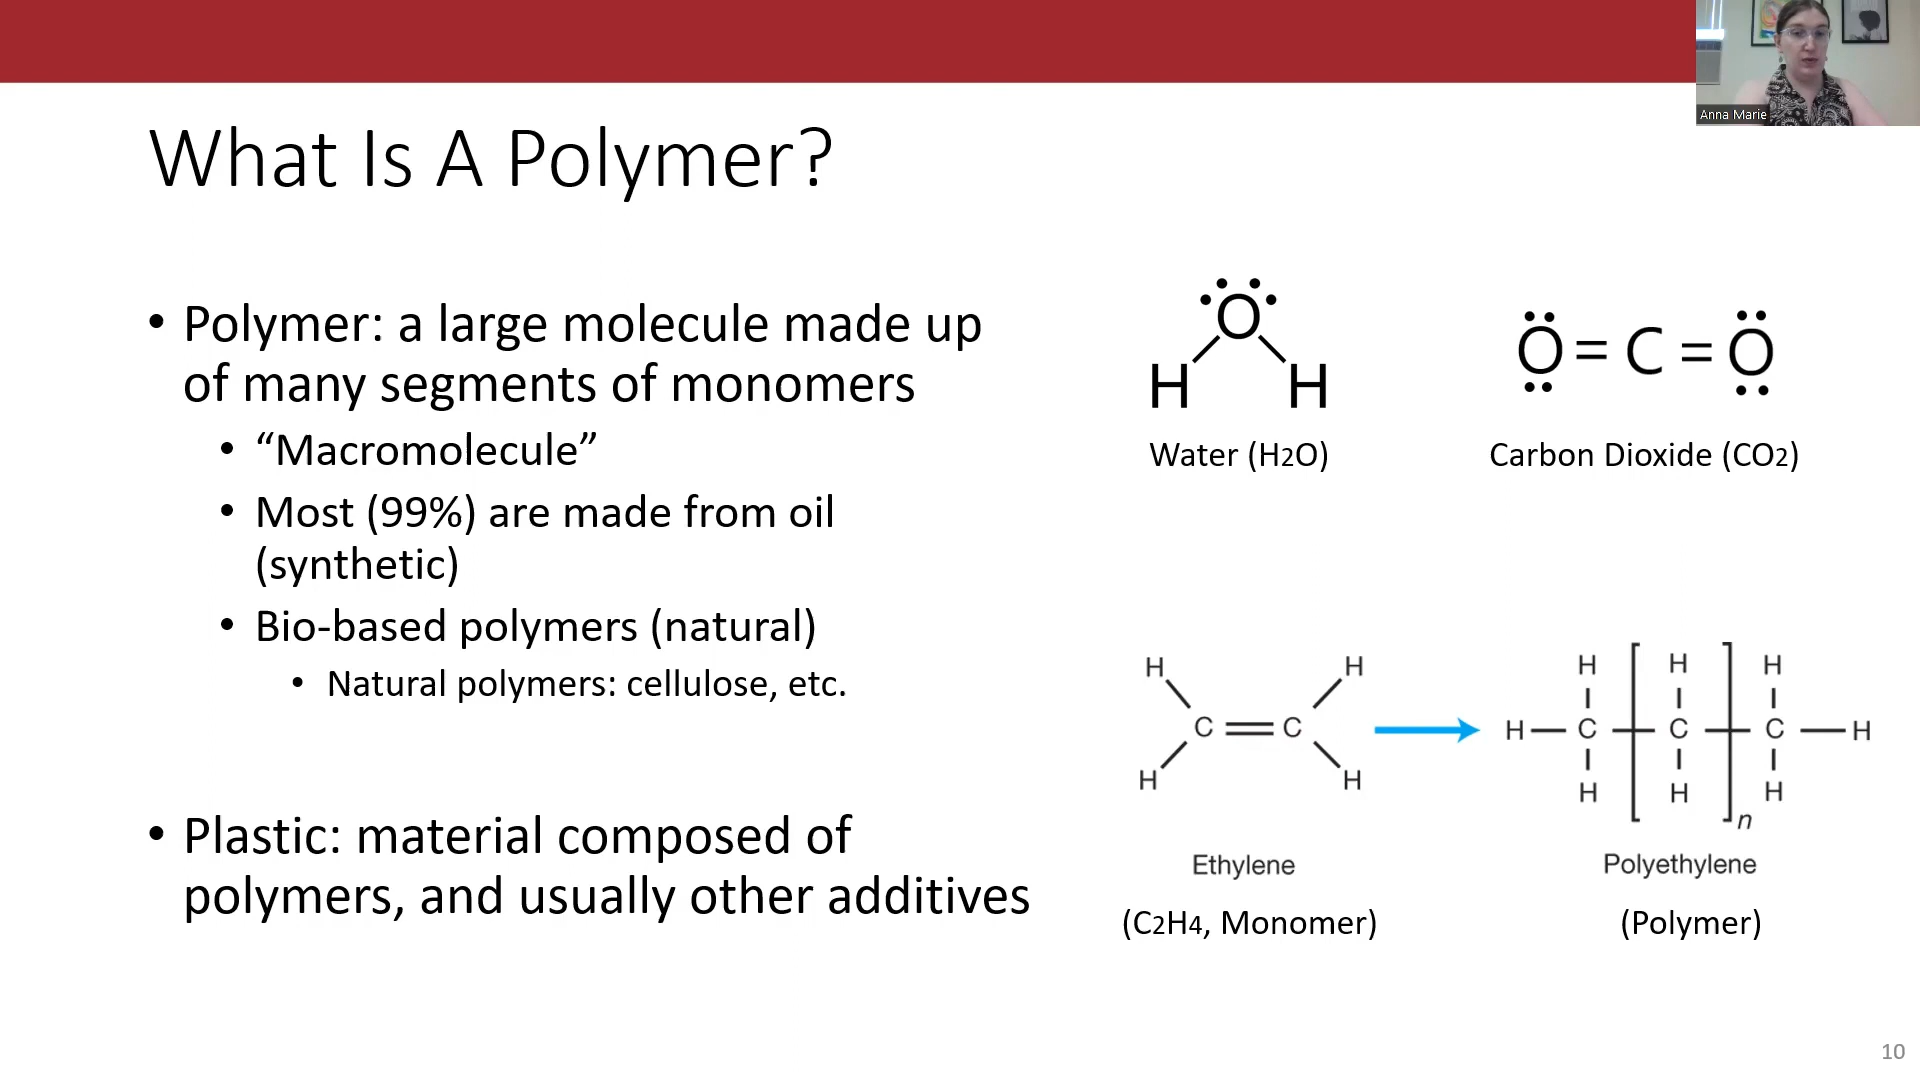 Anna Marie
What Is A Polymer?
• Polymer: a large molecule made up
of many segments of monomers
• “Macromolecule”
• Most (99%) are made from oil
(synthetic)
• Bio-based polymers (natural)
• Natural polymers: cellulose, etc.
• Plastic: material composed of
polymers, and usually other additives
O
H H
Water (H2O)
O = C = O
Carbon Dioxide (CO2)
H H
C C
H H
Ethylene
(C2H4, Monomer)
H H H
H C C C H
H H H
n
Polyethylene
(Polymer)
10